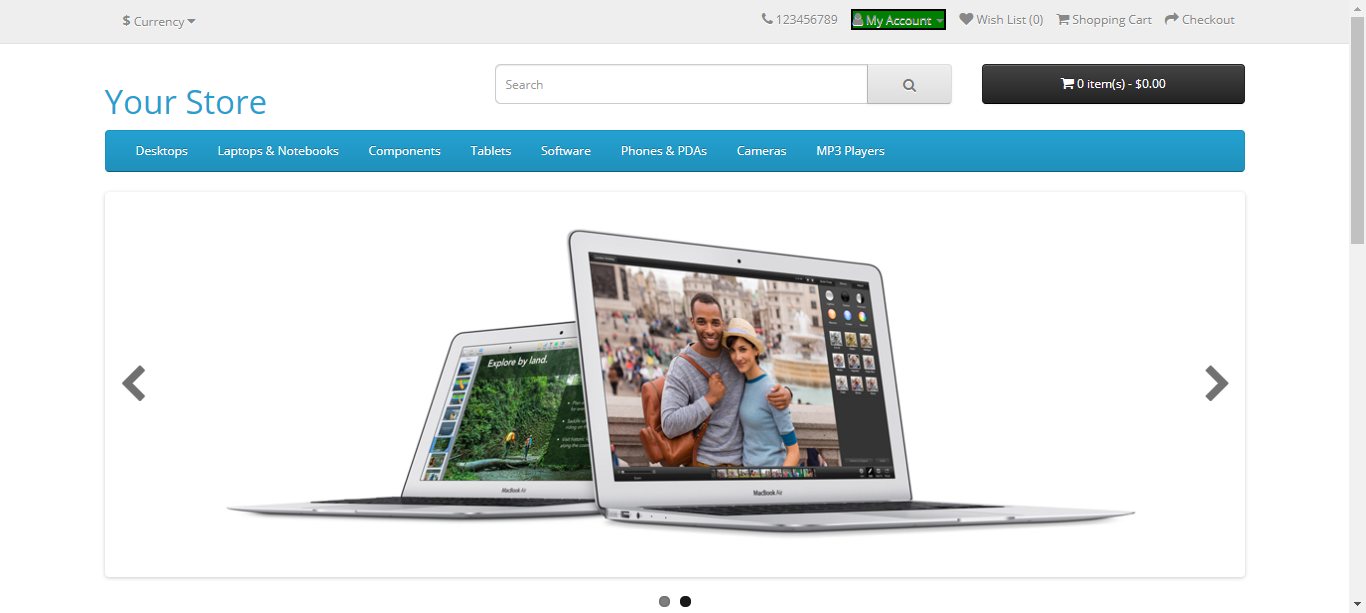 $ Currency
123456789
My Account
Wish List (0)
Shopping Cart
Checkout
Your Store
Search
0 item(s) - $0.00
Desktops
Laptops & Notebooks
Components
Tablets
Software
Phones & PDAs
Cameras
MP3 Players
Explore by land.
MacBook Air
MacBook Air